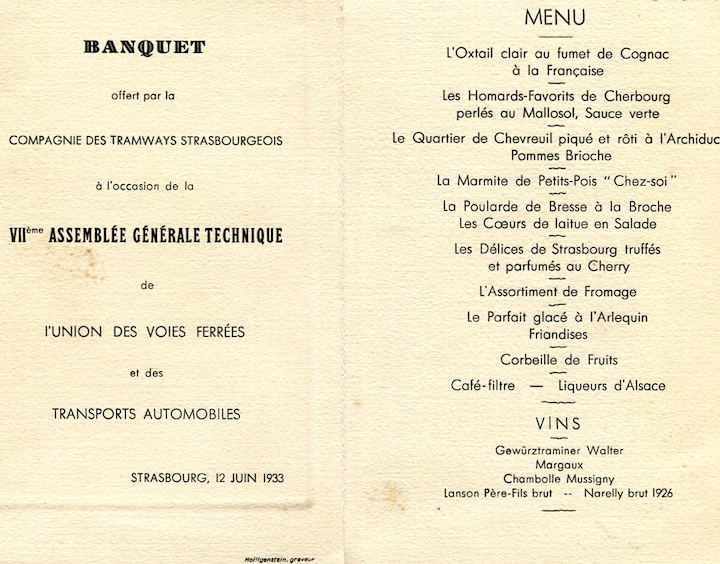 BANQUET
offert par la
COMPAGNIE DES TRAMWAYS STRASBOURGEOIS
à l'occasion de la
VIIème ASSEMBLÉE GÉNÉRALE TECHNIQUE
de
l'UNION DES VOIES FERRÉES
et des
TRANSPORTS AUTOMOBILES
STRASBOURG, 12 JUIN 1933
Heiligenstein, graveur
MENU
L'Oxtail clair au fumet de Cognac
à la Française
Les Homards-Favorits de Cherbourg
perlés au Mallosol, Sauce verte
Le Quartier de Chevreuil piqué et rôti à l'Archiduc
Pommes Brioche
La Marmite de Petits-Pois "Chez-soi"
La Poularde de Bresse à la Broche
Les Cœurs de laitue en Salade
Les Délices de Strasbourg truffés
et parfumés au Cherry
L'Assortiment de Fromage
Le Parfait glacé à l'Arlequin
Friandises
Corbeille de Fruits
Café-filtre — Liqueurs d'Alsace
VINS
Gewürztraminer Walter
Margaux
Chambolle Mussigny
Lanson Père-Fils brut -- Narelly brut 1926